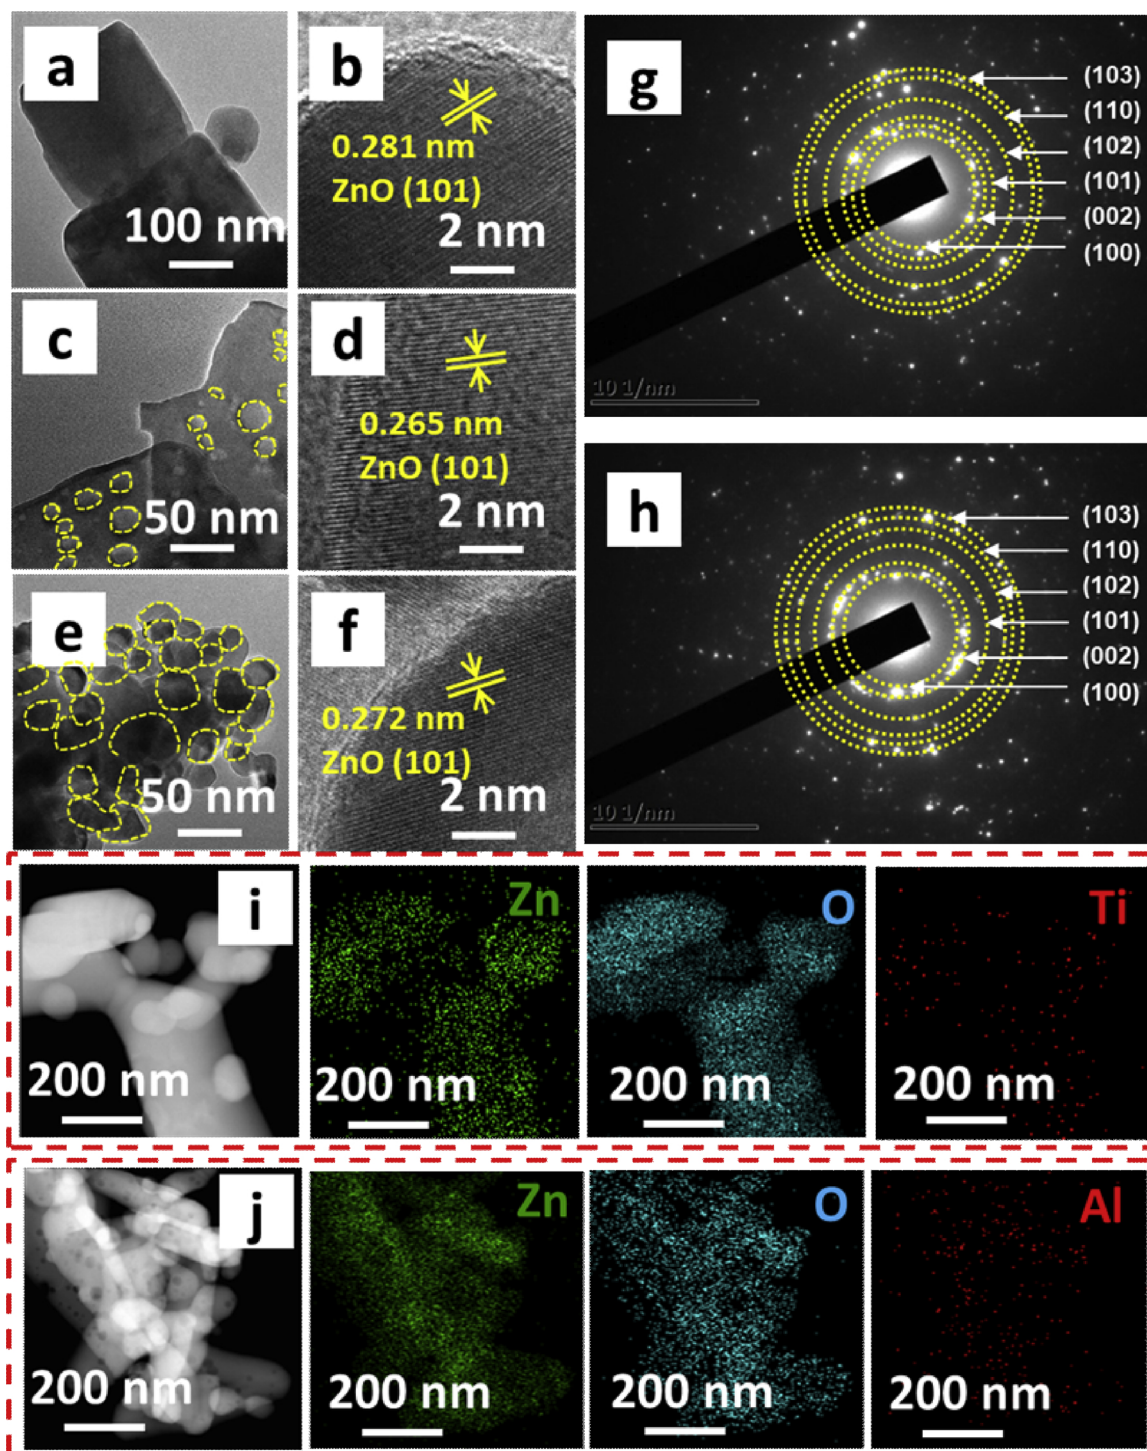 a
100 nm
b
0.281 nm
ZnO (101)
2 nm
g
(103)
(110)
(102)
(101)
(002)
(100)
10 1/nm
c
50 nm
d
0.265 nm
ZnO (101)
2 nm
h
(103)
(110)
(102)
(101)
(002)
(100)
10 1/nm
e
50 nm
f
0.272 nm
ZnO (101)
2 nm
i
200 nm
Zn
200 nm
O
200 nm
Ti
200 nm
j
200 nm
Zn
200 nm
O
200 nm
Al
200 nm